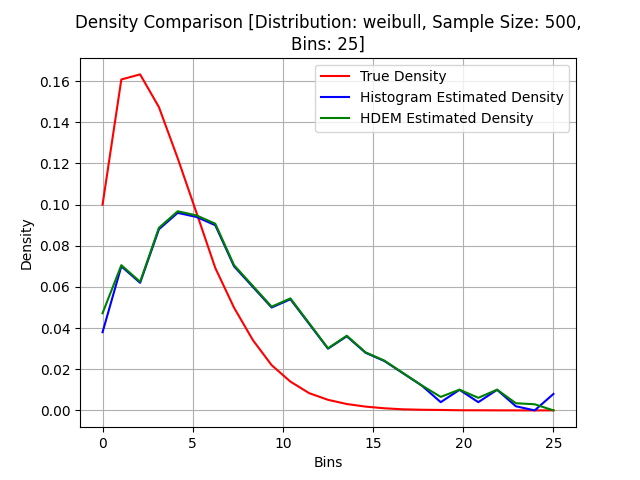 Density Comparison [Distribution: weibull, Sample Size: 500,
Bins: 25]
True Density
Histogram Estimated Density
HDEM Estimated Density
Density
0.16
0.14
0.12
0.10
0.08
0.06
0.04
0.02
0.00
0 5 10 15 20 25
Bins